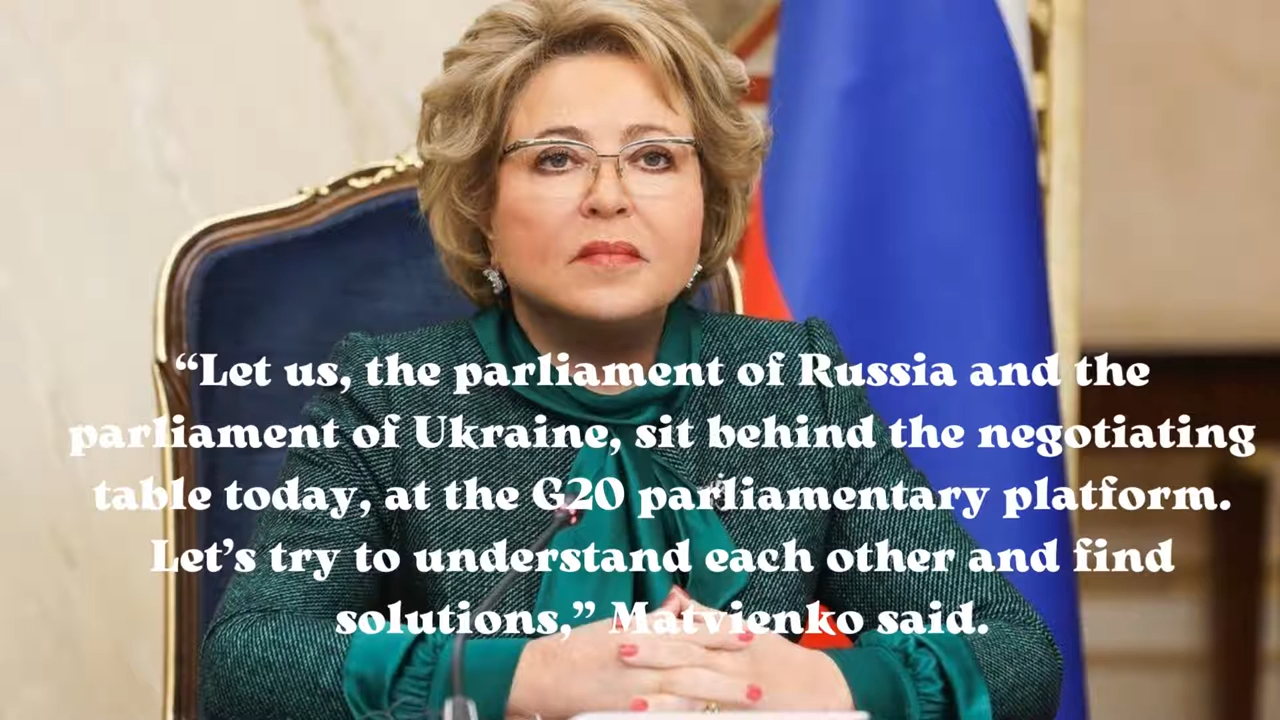 “Let us, the parliament of Russia and the
parliament of Ukraine, sit behind the negotiating
table today, at the G20 parliamentary platform.
Let’s try to understand each other and find
solutions,” Matvienko said.